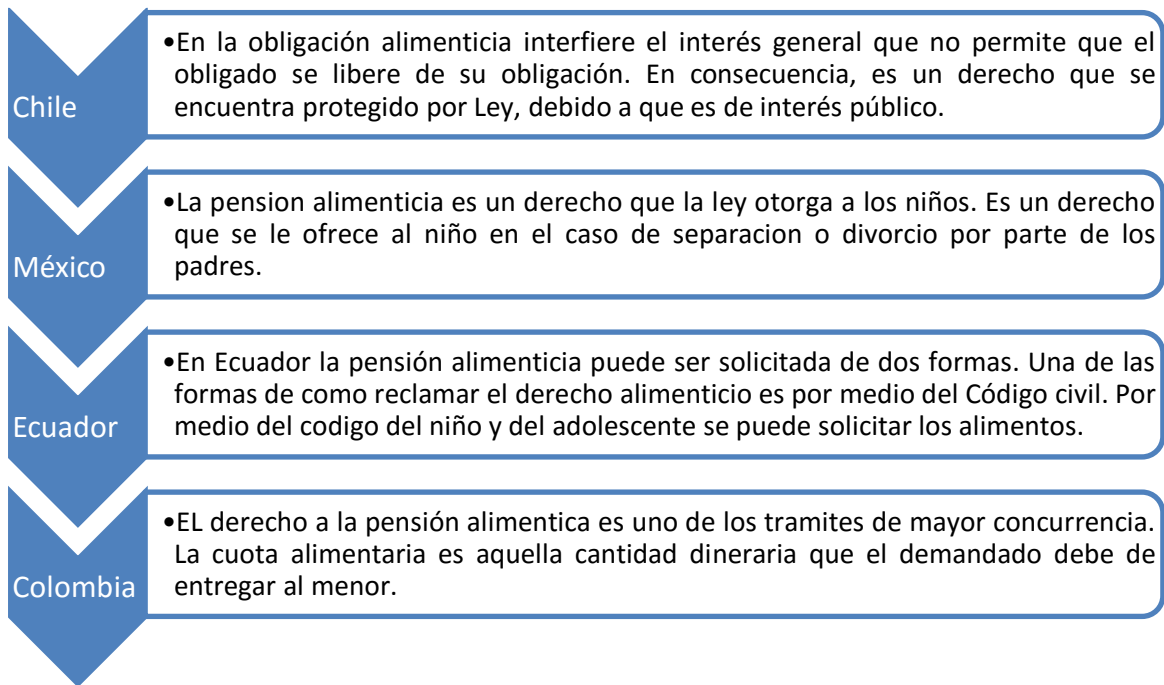 Chile
•En la obligación alimenticia interfiere el interés general que no permite que el
obligado se libere de su obligación. En consecuencia, es un derecho que se
encuentra protegido por Ley, debido a que es de interés público.
México
•La pension alimenticia es un derecho que la ley otorga a los niños. Es un derecho
que se le ofrece al niño en el caso de separacion o divorcio por parte de los
padres.
Ecuador
•En Ecuador la pensión alimenticia puede ser solicitada de dos formas. Una de las
formas de como reclamar el derecho alimenticio es por medio del Código civil. Por
medio del codigo del niño y del adolescente se puede solicitar los alimentos.
Colombia
•EL derecho a la pensión alimentica es uno de los tramites de mayor concurrencia.
La cuota alimentaria es aquella cantidad dineraria que el demandado debe de
entregar al menor.